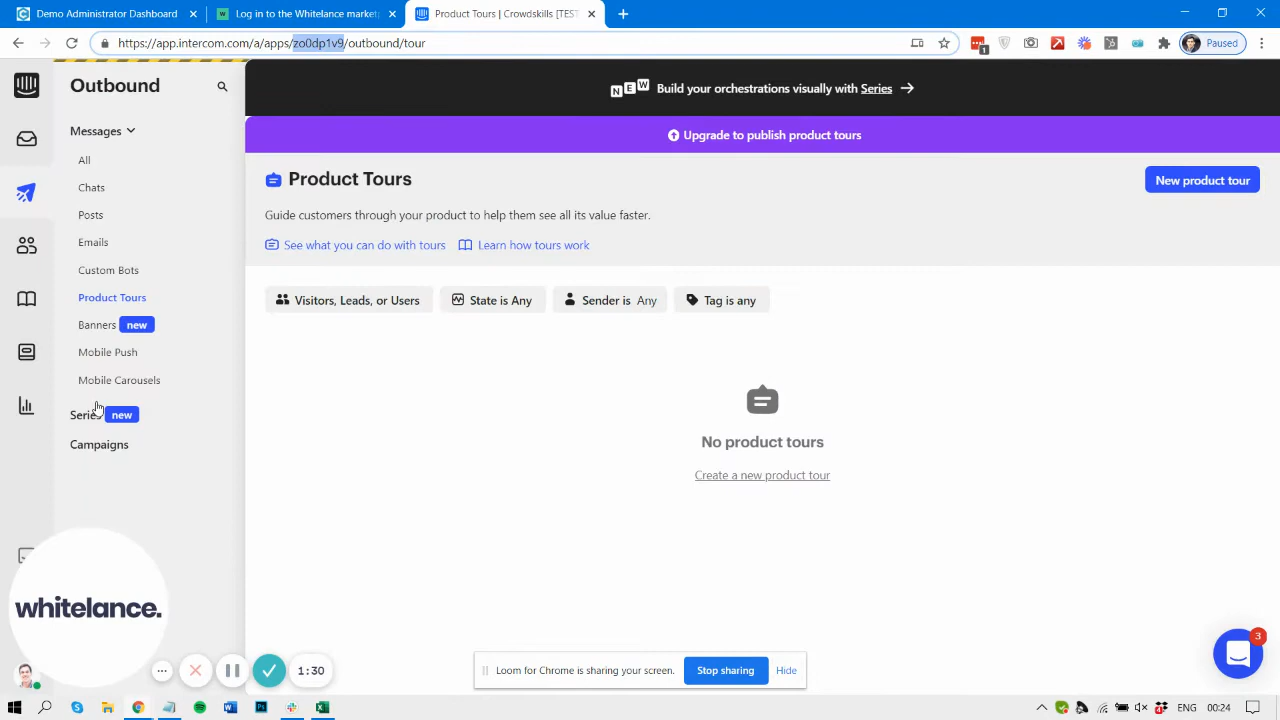 Demo Administrator Dashboard
Log in to the Whitelance market
Product Tours | Crowdskills [TEST
https://app.intercom.com/a/apps/zo0dp1v9/outbound/tour
1
Paused
Outbound
Messages
All
Chats
Posts
Emails
Custom Bots
Product Tours
Banners new
Mobile Push
Mobile Carousels
Series new
Campaigns
NEW Build your orchestrations visually with Series →
Upgrade to publish product tours
Product Tours
New product tour
Guide customers through your product to help them see all its value faster.
See what you can do with tours
Learn how tours work
Visitors, Leads, or Users
State is Any
Sender is Any
Tag is any
No product tours
Create a new product tour
whitelance.
1:30
Loom for Chrome is sharing your screen.
Stop sharing
Hide
3
ENG
00:24